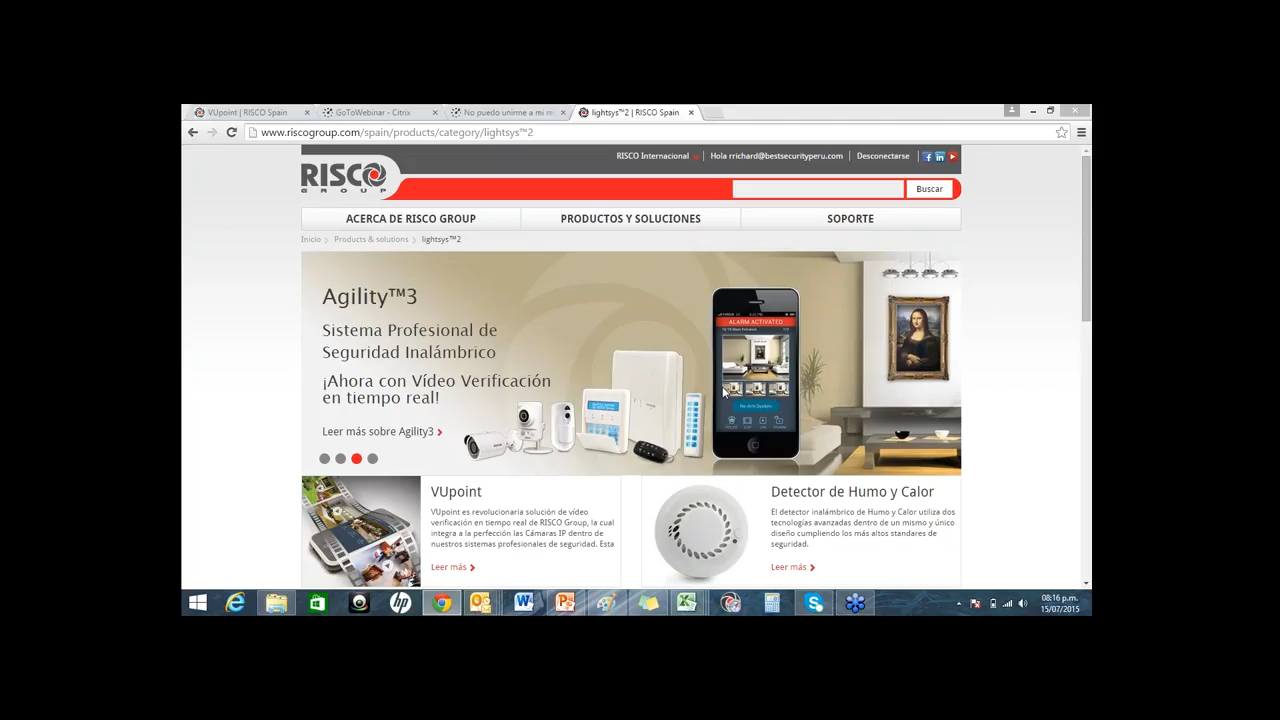 VUpoint | RISCO Spain
GoToWebinar - Citrix
No puedo unirme a mi re
lightsys™2 | RISCO Spain
www.riscogroup.com/spain/products/category/lightsys™2
RISCO Internacional
Hola rrichard@bestsecurityperu.com
Desconectarse
RISCO
GROUP
Buscar
ACERCA DE RISCO GROUP
PRODUCTOS Y SOLUCIONES
SOPORTE
Inicio
Products & solutions
lightsys™2
Agility™3
Sistema Profesional de
Seguridad Inalámbrico
¡Ahora con Vídeo Verificación
en tiempo real!
Leer más sobre Agility3
ALARM ACTIVATED
VUpoint
VUpoint es revolucionaria solución de vídeo
verificación en tiempo real de RISCO Group, la cual
integra a la perfección las Cámaras IP dentro de
nuestros sistemas profesionales de seguridad. Esta
Leer más
Detector de Humo y Calor
El detector inalámbrico de Humo y Calor utiliza dos
tecnologías avanzadas dentro de un mismo y único
diseño cumpliendo los más altos standares de
seguridad.
Leer más
08:16 p.m.
15/07/2015